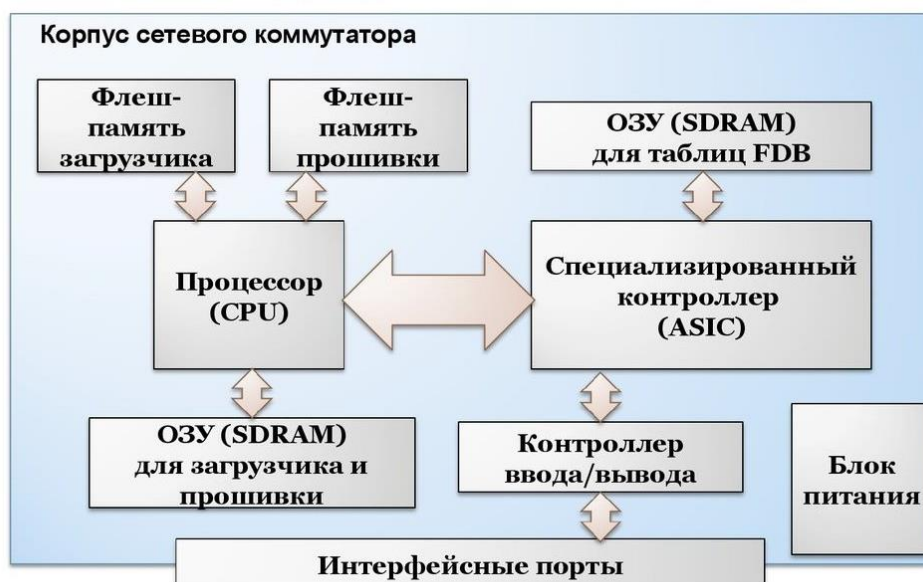 Корпус сетевого коммутатора
Флеш-
память
загрузчика
Флеш-
память
прошивки
ОЗУ (SDRAM)
для таблиц FDB
Процессор
(CPU)
Специализированный
контроллер
(ASIC)
ОЗУ (SDRAM)
для загрузчика и
прошивки
Контроллер
ввода/вывода
Блок
питания
Интерфейсные порты